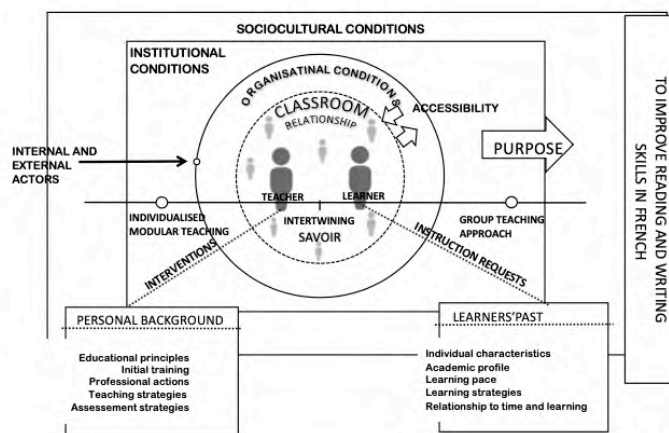 SOCIOCULTURAL CONDITIONS
INSTITUTIONAL
CONDITIONS
ORGANISATINAL CONDITIONS
CLASSROOM
RELATIONSHIP
ACCESSIBILITY
PURPOSE
TO IMPROVE READING AND WRITING
SKILLS IN FRENCH
INTERNAL AND
EXTERNAL
ACTORS
TEACHER
LEARNER
INDIVIDUALISED
MODULAR TEACHING
INTERTWINING
SAVOIR
GROUP TEACHING
APPROACH
INTERVENTIONS
INSTRUCTION REQUESTS
PERSONAL BACKGROUND
Educational principles
Initial training
Professional actions
Teaching strategies
Assessement strategies
LEARNERS'PAST
Individual characteristics
Academic profile
Learning pace
Learning strategies
Relationship to time and learning